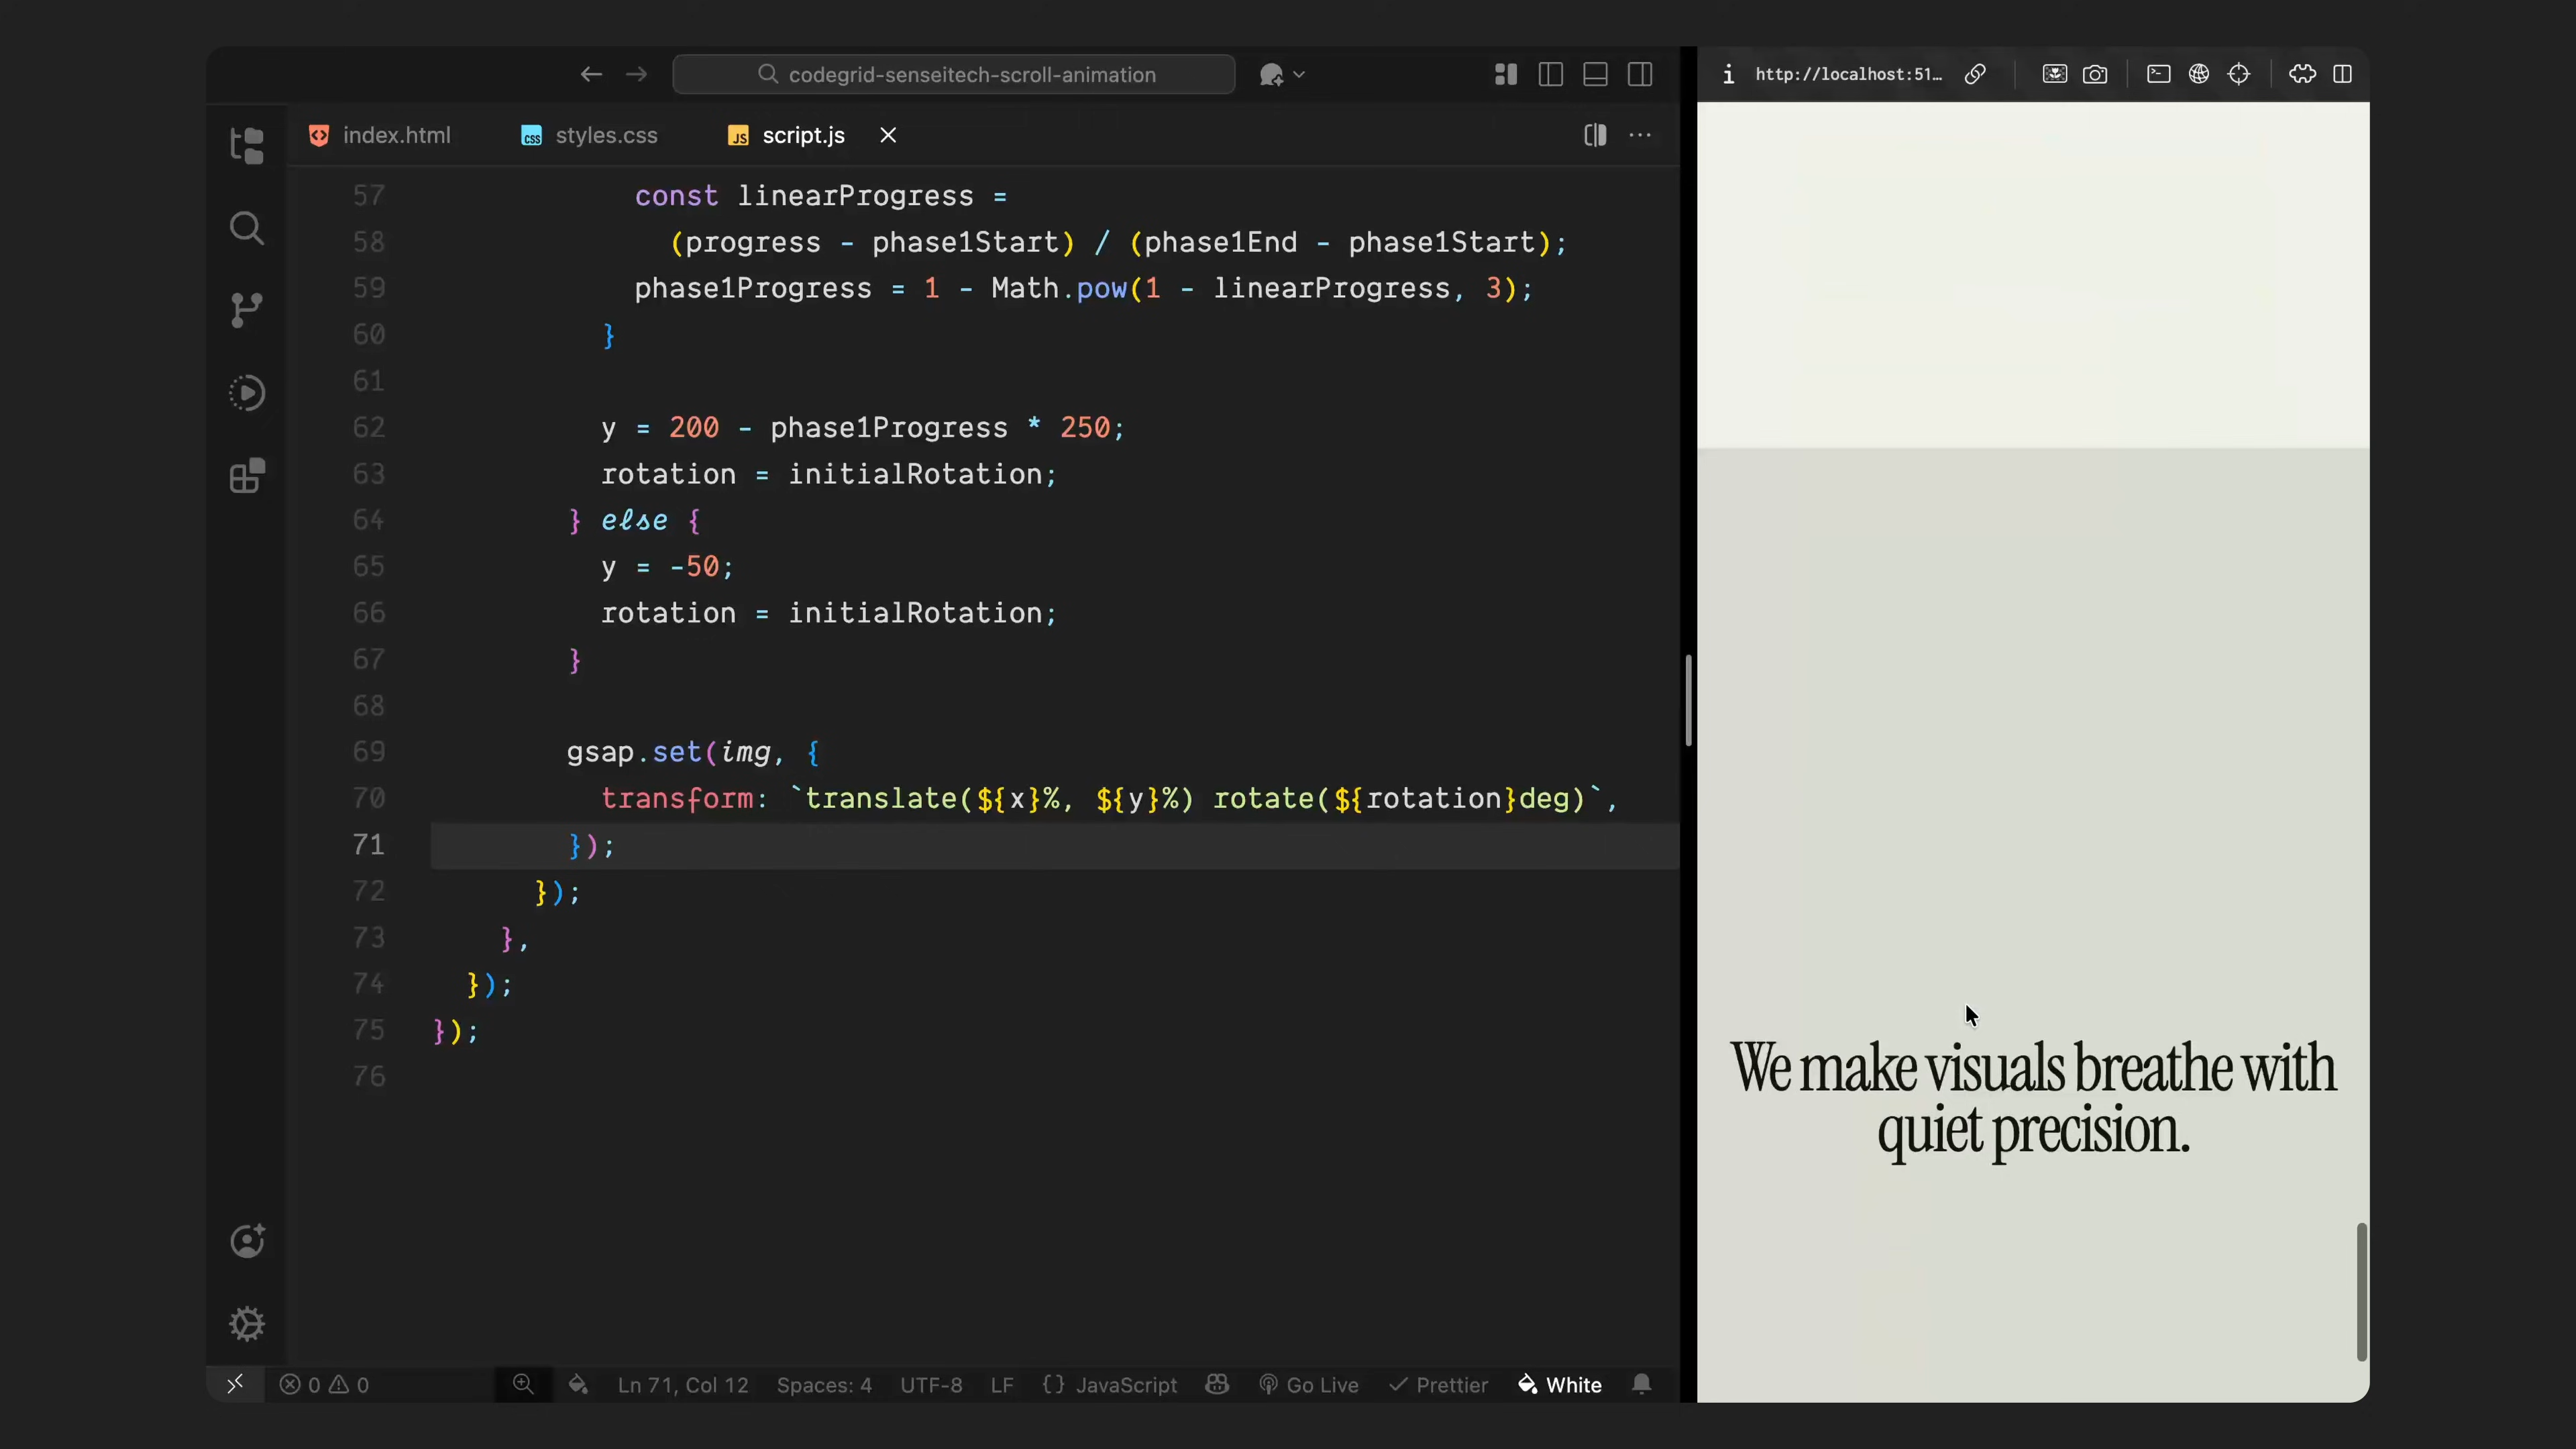 codegrid-senseitech-scroll-animation
http://localhost:51…
index.html
styles.css
script.js
57 const linearProgress =
58 (progress - phase1Start) / (phase1End - phase1Start);
59 phase1Progress = 1 - Math.pow(1 - linearProgress, 3);
60 }
61
62 y = 200 - phase1Progress * 250;
63 rotation = initialRotation;
64 } else {
65 y = -50;
66 rotation = initialRotation;
67 }
68
69 gsap.set(img, {
70 transform: `translate(${x}%, ${y}%) rotate(${rotation}deg)`,
71 });
72 });
73 },
74 });
75 });
76
We make visuals breathe with
quiet precision.
0 0 Ln 71, Col 12 Spaces: 4 UTF-8 LF {} JavaScript Go Live Prettier White